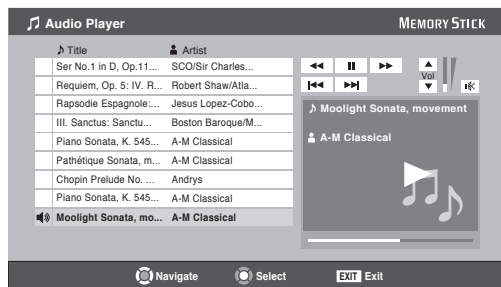 Audio Player
MEMORY STICK
Title Artist
Ser No.1 in D, Op.11... SCO/Sir Charles...
Requiem, Op. 5: IV. R... Robert Shaw/Atla...
Rapsodie Espagnole:... Jesus Lopez-Cobo...
III. Sanctus: Sanctu... Boston Baroque/M...
Piano Sonata, K. 545... A-M Classical
Pathétique Sonata, m... A-M Classical
Chopin Prelude No. ... Andrys
Piano Sonata, K. 545... A-M Classical
Moolight Sonata, mo... A-M Classical
Vol
Moolight Sonata, movement
A-M Classical
Navigate Select EXIT Exit